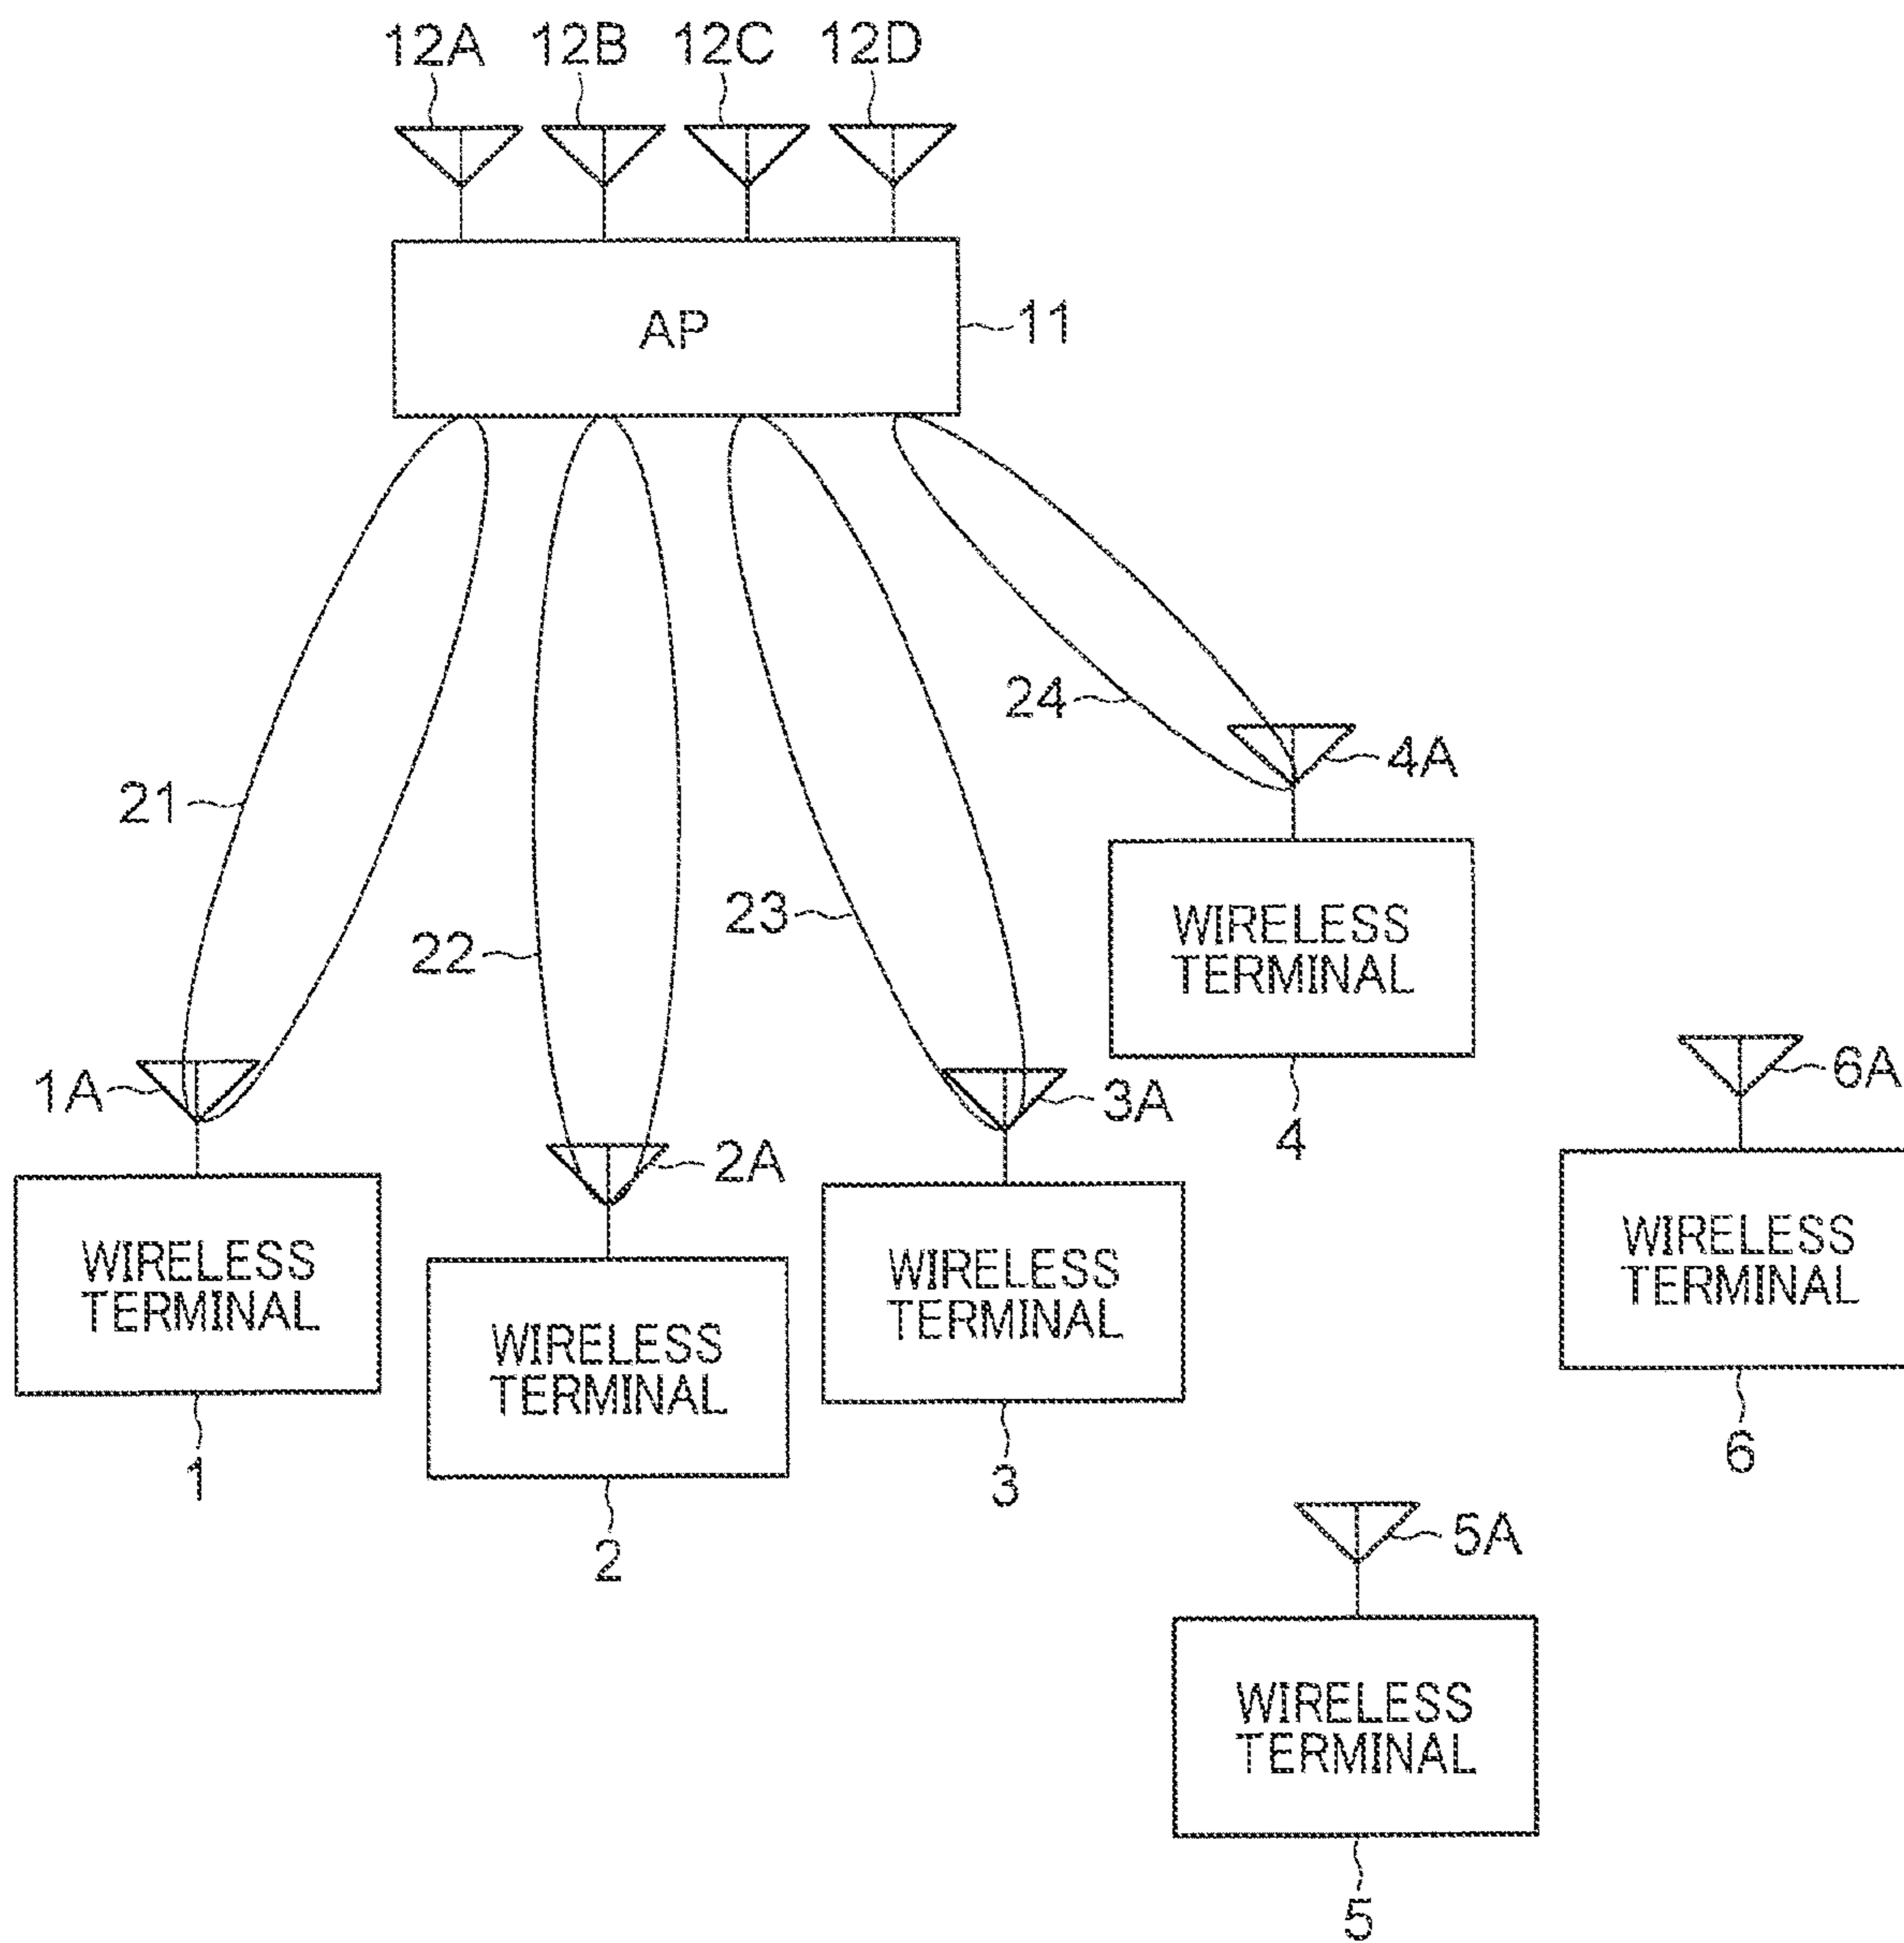 12A 12B 12C 12D
AP
11
24
4A
21
WIRELESS
TERMINAL
23
22
6A
1A
3A
4
2A
WIRELESS
TERMINAL
WIRELESS
TERMINAL
WIRELESS
TERMINAL
WIRELESS
TERMINAL
6
1
3
5A
2
WIRELESS
TERMINAL
5